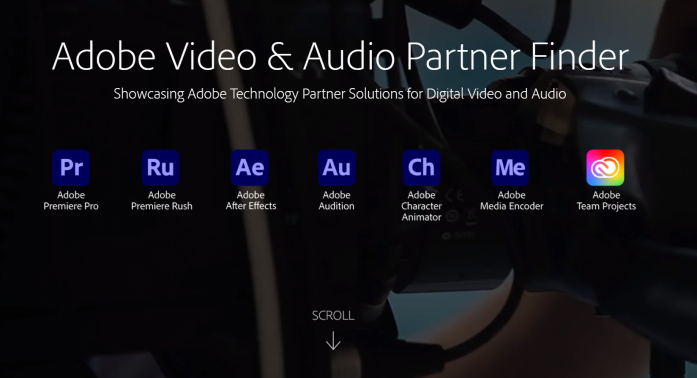 Adobe Video & Audio Partner Finder
Showcasing Adobe Technology Partner Solutions for Digital Video and Audio
Pr
Ru
Ae
Au
Ch
Me
Adobe
Premiere Pro
Adobe
Premiere Rush
Adobe
After Effects
Adobe
Audition
Adobe
Character
Animator
Adobe
Media Encoder
Adobe
Team Projects
SCROLL